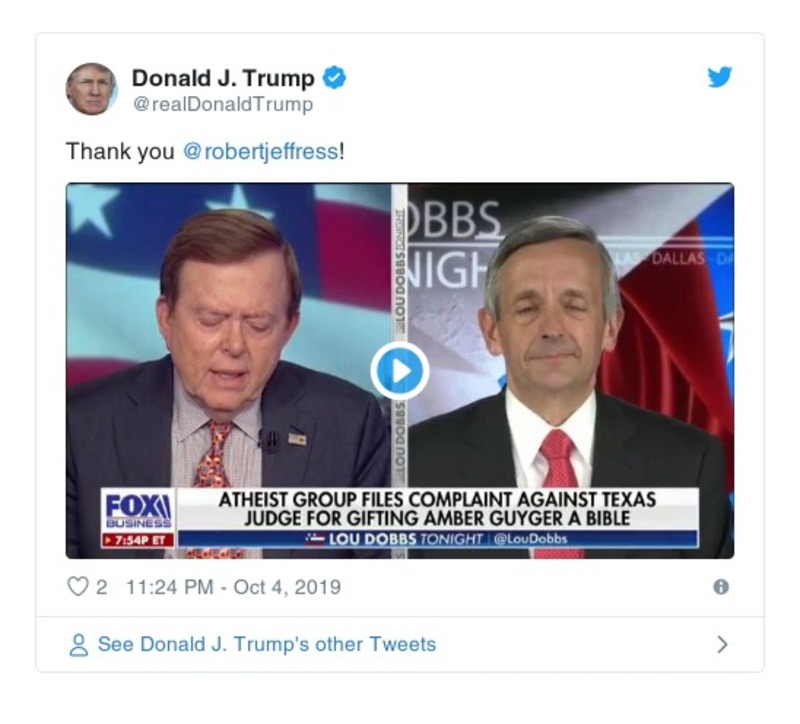 Donald J. Trump
@realDonaldTrump
Thank you @robertjeffress!
LOU DOBBS TONIGHT
LOU DOBBS
OBBS
NIGH
LAS · DALLAS · DA
FOX
BUSINESS
7:54P ET
ATHEIST GROUP FILES COMPLAINT AGAINST TEXAS
JUDGE FOR GIFTING AMBER GUYGER A BIBLE
LOU DOBBS TONIGHT | @LouDobbs
2 11:24 PM - Oct 4, 2019
See Donald J. Trump's other Tweets